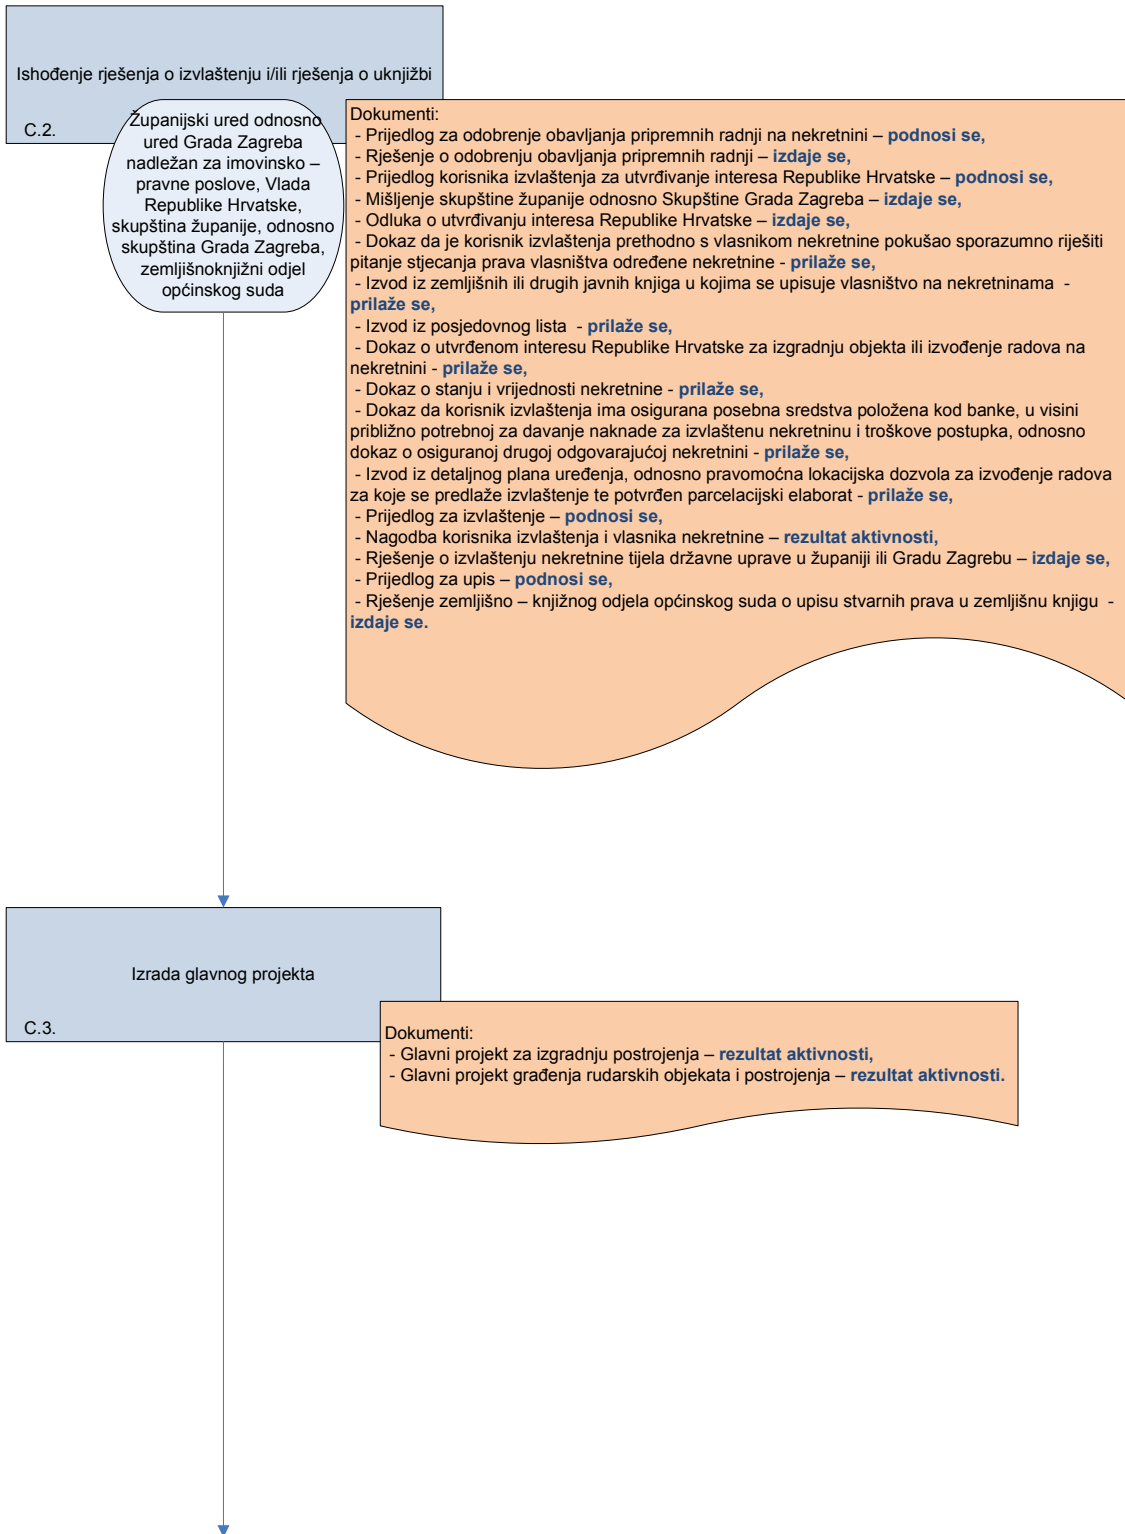 Ishođenje rješenja o izvlaštenju i/ili rješenja o uknjižbi
C.2.
Županijski ured odnosno
ured Grada Zagreba
nadležan za imovinsko –
pravne poslove, Vlada
Republike Hrvatske,
skupština županije, odnosno
skupština Grada Zagreba,
zemljišnoknjižni odjel
općinskog suda
Dokumenti:
- Prijedlog za odobrenje obavljanja pripremnih radnji na nekretnini – podnosi se,
- Rješenje o odobrenju obavljanja pripremnih radnji – izdaje se,
- Prijedlog korisnika izvlaštenja za utvrđivanje interesa Republike Hrvatske – podnosi se,
- Mišljenje skupštine županije odnosno Skupštine Grada Zagreba – izdaje se,
- Odluka o utvrđivanju interesa Republike Hrvatske – izdaje se,
- Dokaz da je korisnik izvlaštenja prethodno s vlasnikom nekretnine pokušao sporazumno riješiti
pitanje stjecanja prava vlasništva određene nekretnine - prilaže se,
- Izvod iz zemljišnih ili drugih javnih knjiga u kojima se upisuje vlasništvo na nekretninama -
prilaže se,
- Izvod iz posjedovnog lista - prilaže se,
- Dokaz o utvrđenom interesu Republike Hrvatske za izgradnju objekta ili izvođenje radova na
nekretnini - prilaže se,
- Dokaz o stanju i vrijednosti nekretnine - prilaže se,
- Dokaz da korisnik izvlaštenja ima osigurana posebna sredstva položena kod banke, u visini
približno potrebnoj za davanje naknade za izvlaštenu nekretninu i troškove postupka, odnosno
dokaz o osiguranoj drugoj odgovarajućoj nekretnini - prilaže se,
- Izvod iz detaljnog plana uređenja, odnosno pravomoćna lokacijska dozvola za izvođenje radova
za koje se predlaže izvlaštenje te potvrđen parcelacijski elaborat - prilaže se,
- Prijedlog za izvlaštenje – podnosi se,
- Nagodba korisnika izvlaštenja i vlasnika nekretnine – rezultat aktivnosti,
- Rješenje o izvlaštenju nekretnine tijela državne uprave u županiji ili Gradu Zagrebu – izdaje se,
- Prijedlog za upis – podnosi se,
- Rješenje zemljišno – knjižnog odjela općinskog suda o upisu stvarnih prava u zemljišnu knjigu -
izdaje se.
Izrada glavnog projekta
C.3.
Dokumenti:
- Glavni projekt za izgradnju postrojenja – rezultat aktivnosti,
- Glavni projekt građenja rudarskih objekata i postrojenja – rezultat aktivnosti.